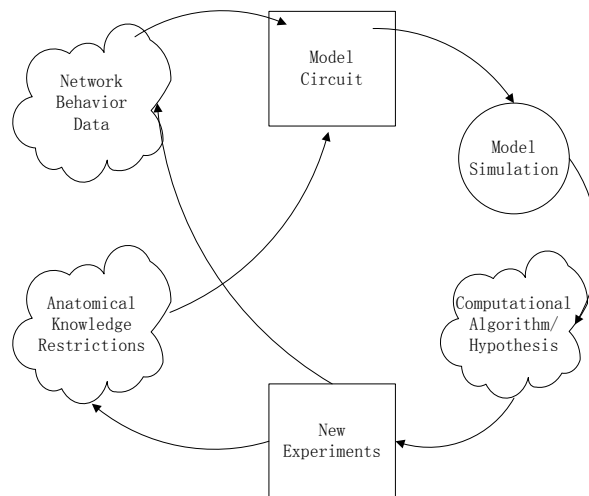 Network
Behavior
Data
Model
Circuit
Model
Simulation
Anatomical
Knowledge
Restrictions
Computational
Algorithm/
Hypothesis
New
Experiments